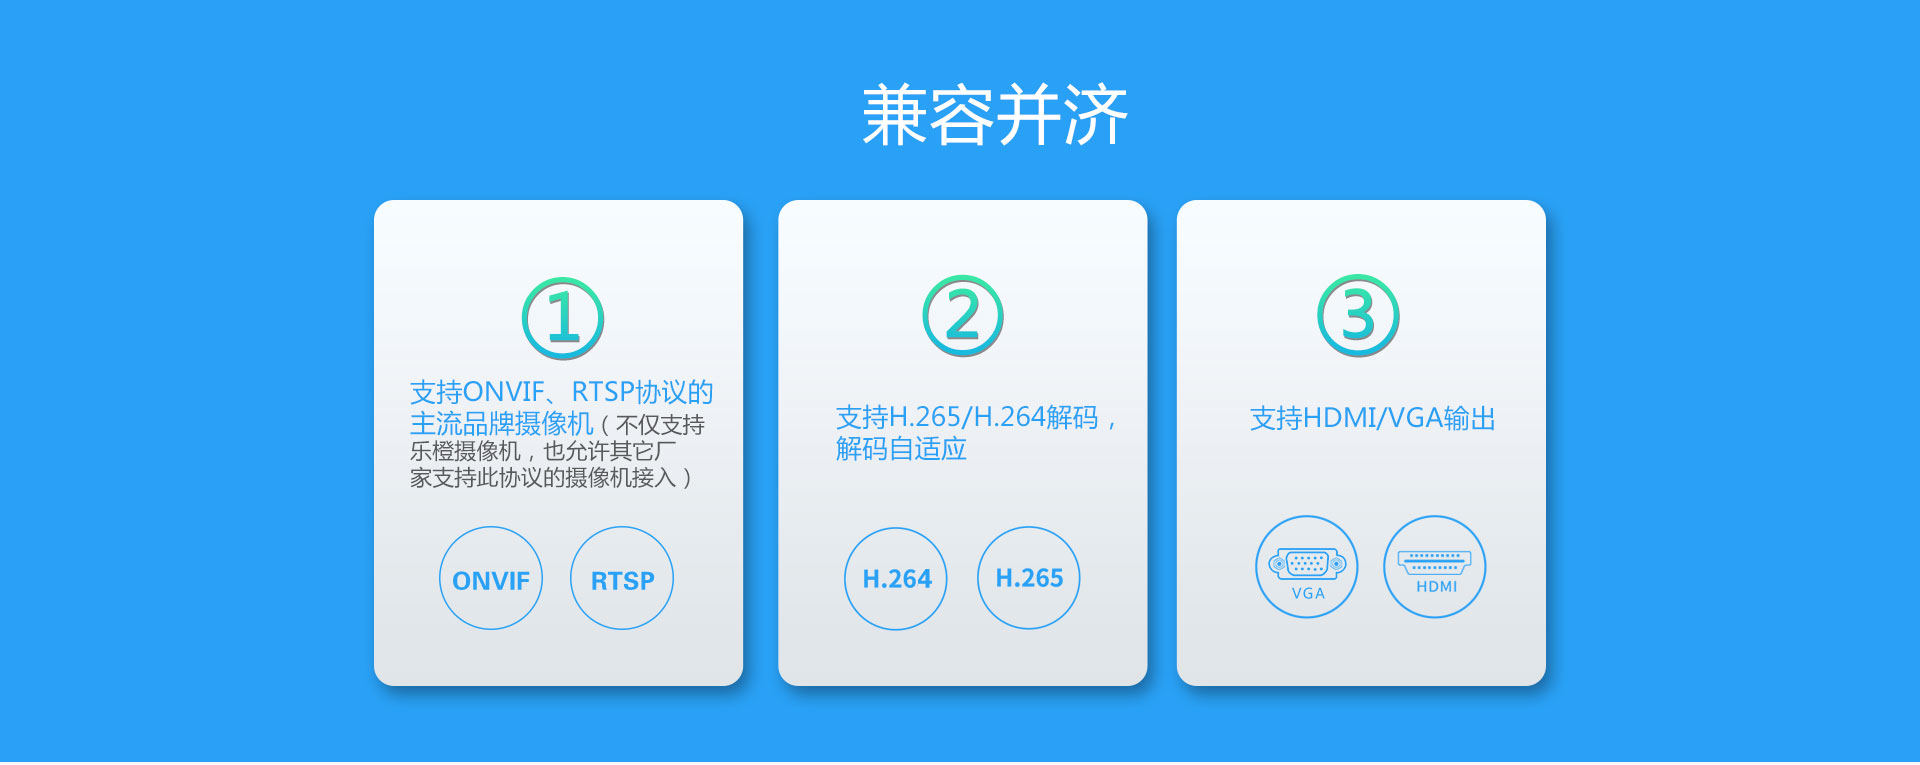 兼容并济
①
支持ONVIF、RTSP协议的
主流品牌摄像机（不仅支持
乐橙摄像机，也允许其它厂
家支持此协议的摄像机接入）
ONVIF
RTSP
②
支持H.265/H.264解码，
解码自适应
H.264
H.265
③
支持HDMI/VGA输出
VGA
HDMI